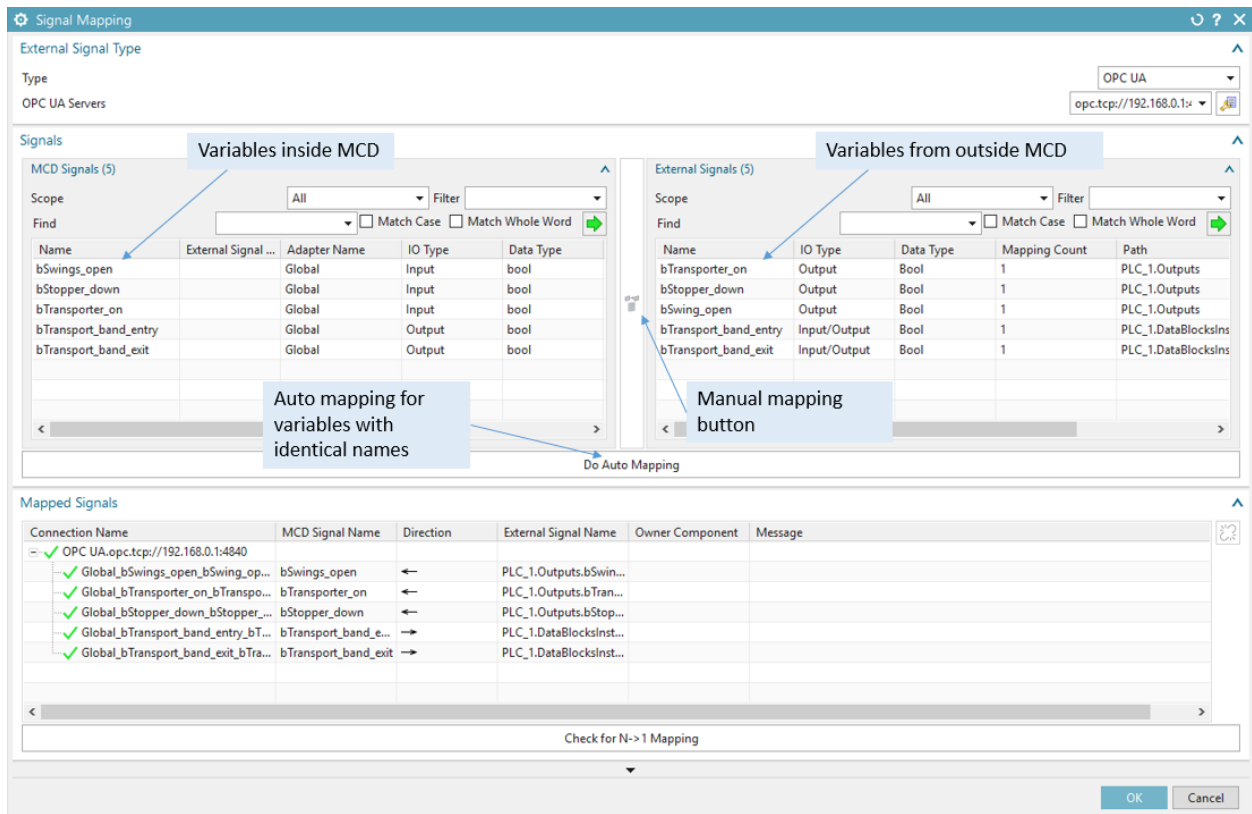 Signal Mapping
External Signal Type
Type OPC UA
OPC UA Servers opc.tcp://192.168.0.1:4
Signals
Variables inside MCD
Variables from outside MCD
MCD Signals (5)
Scope All Filter
Find Match Case Match Whole Word
Name External Signal ... Adapter Name IO Type Data Type
bSwings_open Global Input bool
bStopper_down Global Input bool
bTransporter_on Global Input bool
bTransport_band_entry Global Output bool
bTransport_band_exit Global Output bool
External Signals (5)
Scope All Filter
Find Match Case Match Whole Word
Name IO Type Data Type Mapping Count Path
bTransporter_on Output Bool 1 PLC_1.Outputs
bStopper_down Output Bool 1 PLC_1.Outputs
bSwing_open Output Bool 1 PLC_1.Outputs
bTransport_band_entry Input/Output Bool 1 PLC_1.DataBlocksIns
bTransport_band_exit Input/Output Bool 1 PLC_1.DataBlocksIns
Auto mapping for
variables with
identical names
Manual mapping
button
Do Auto Mapping
Mapped Signals
Connection Name MCD Signal Name Direction External Signal Name Owner Component Message
OPC UA.opc.tcp://192.168.0.1:4840
Global_bSwings_open_bSwing_op... bSwings_open ← PLC_1.Outputs.bSwin...
Global_bTransporter_on_bTranspo... bTransporter_on ← PLC_1.Outputs.bTran...
Global_bStopper_down_bStopper_... bStopper_down ← PLC_1.Outputs.bStop...
Global_bTransport_band_entry_bT... bTransport_band_e... → PLC_1.DataBlocksInst...
Global_bTransport_band_exit_bTra... bTransport_band_exit → PLC_1.DataBlocksInst...
Check for N->1 Mapping
OK Cancel